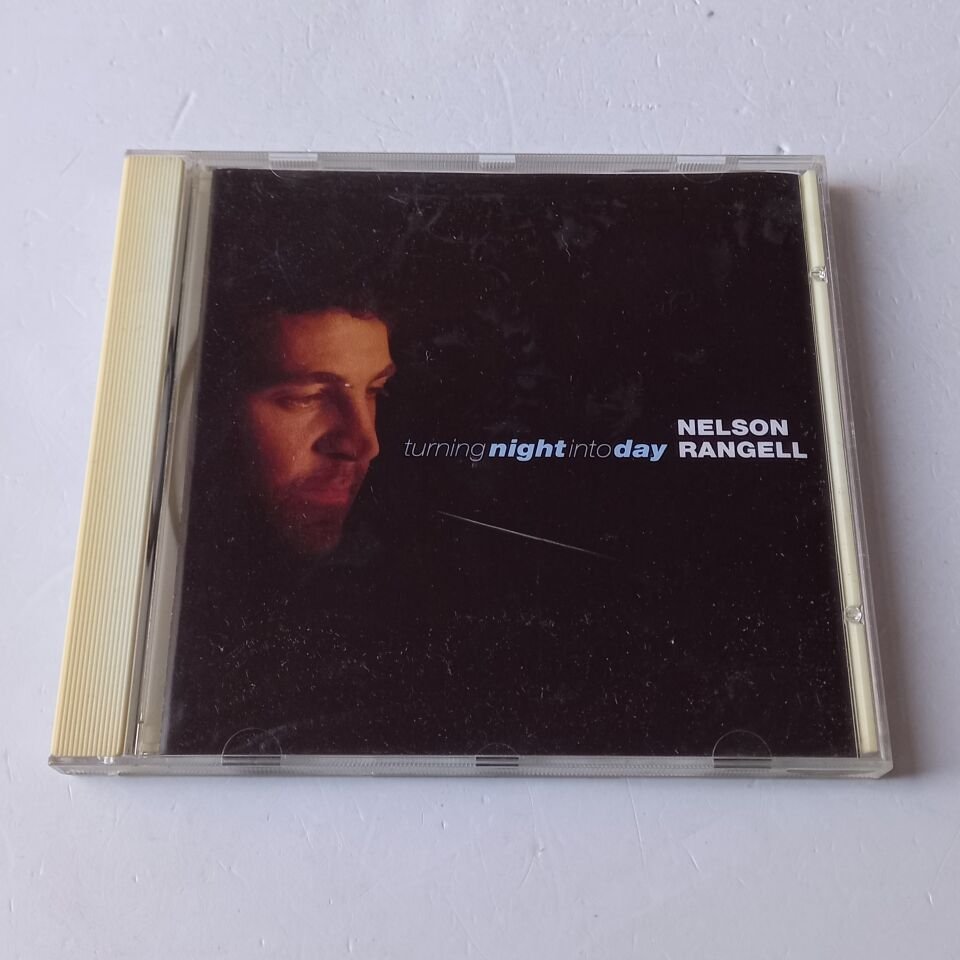 turning night into day
NELSON
RANGELL